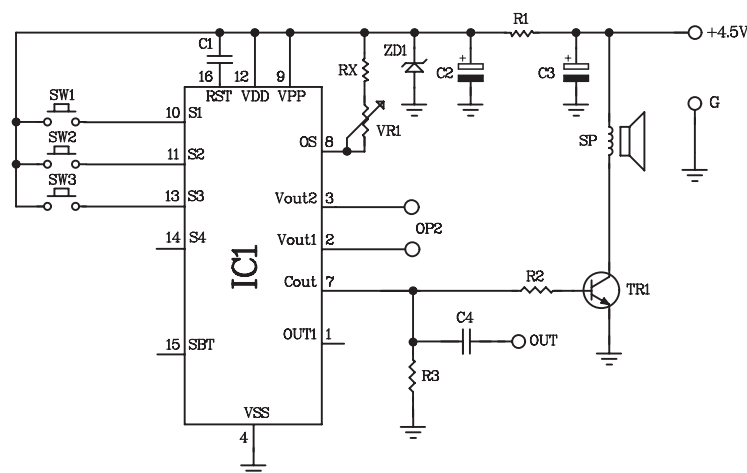 R1
+4.5V
C1
ZD1
C2
C3
RX
16 12 9
RST VDD VPP
SW1
10 S1
VR1
G
SP
OS 8
SW2
11 S2
SW3
13 S3
Vout2 3
OP2
14 S4
Vout1 2
IC1
Cout 7
R2
TR1
C4
OUT
15 SBT
OUT1 1
R3
VSS
4
+
+